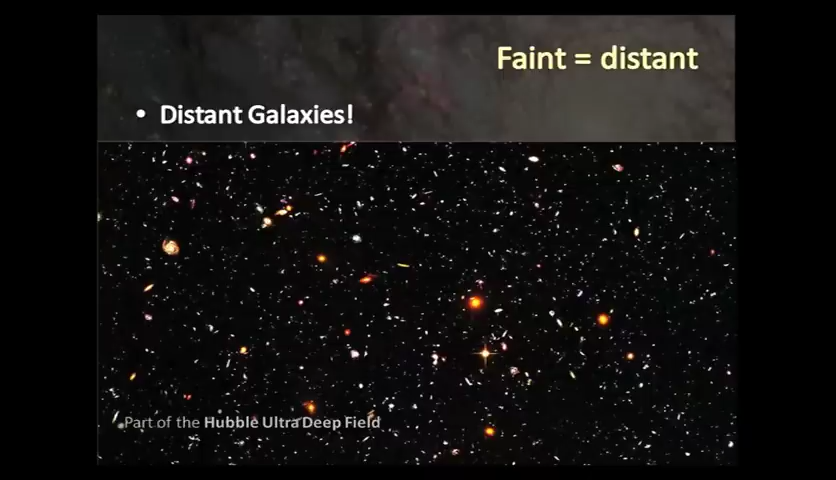 Faint = distant
• Distant Galaxies!
Part of the Hubble Ultra Deep Field